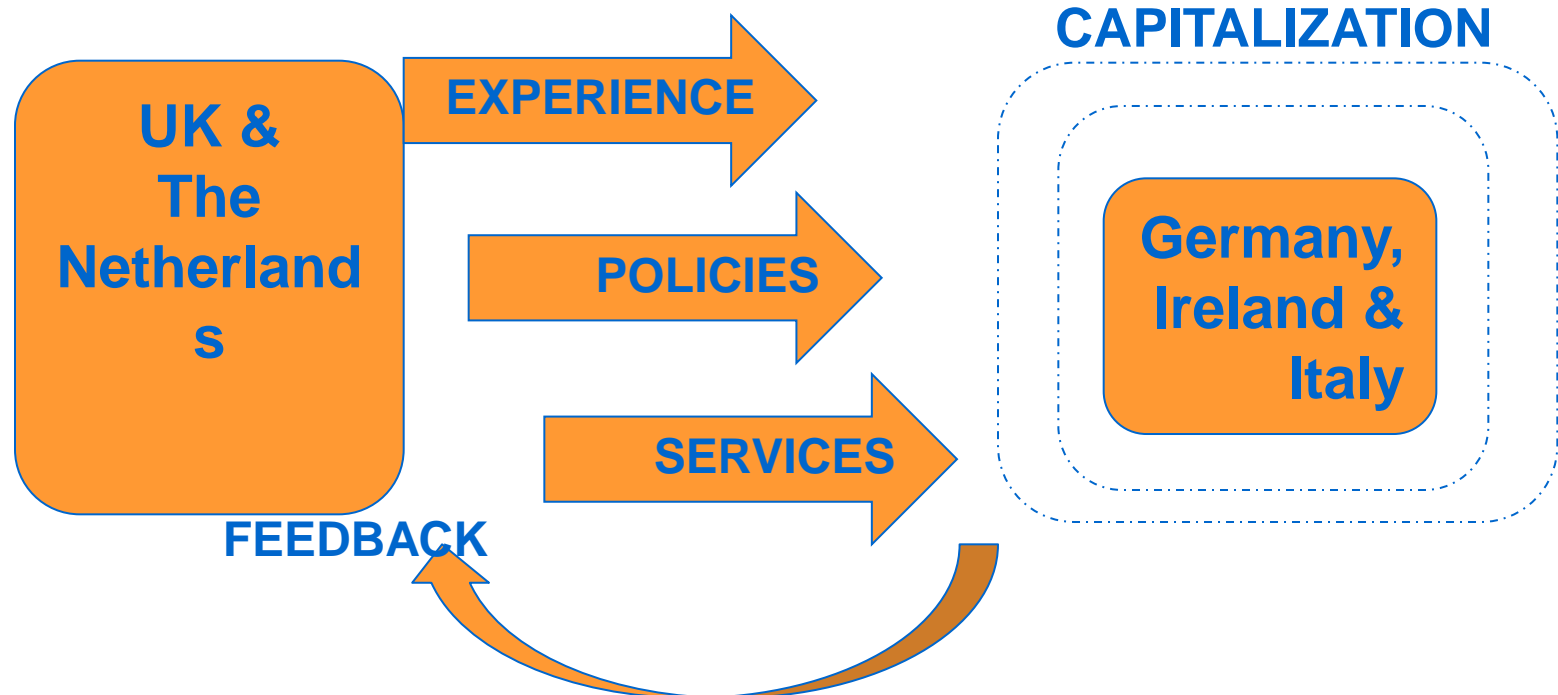 CAPITALIZATION
EXPERIENCE
UK &
The
Netherland
s
POLICIES
Germany,
Ireland &
Italy
SERVICES
FEEDBACK